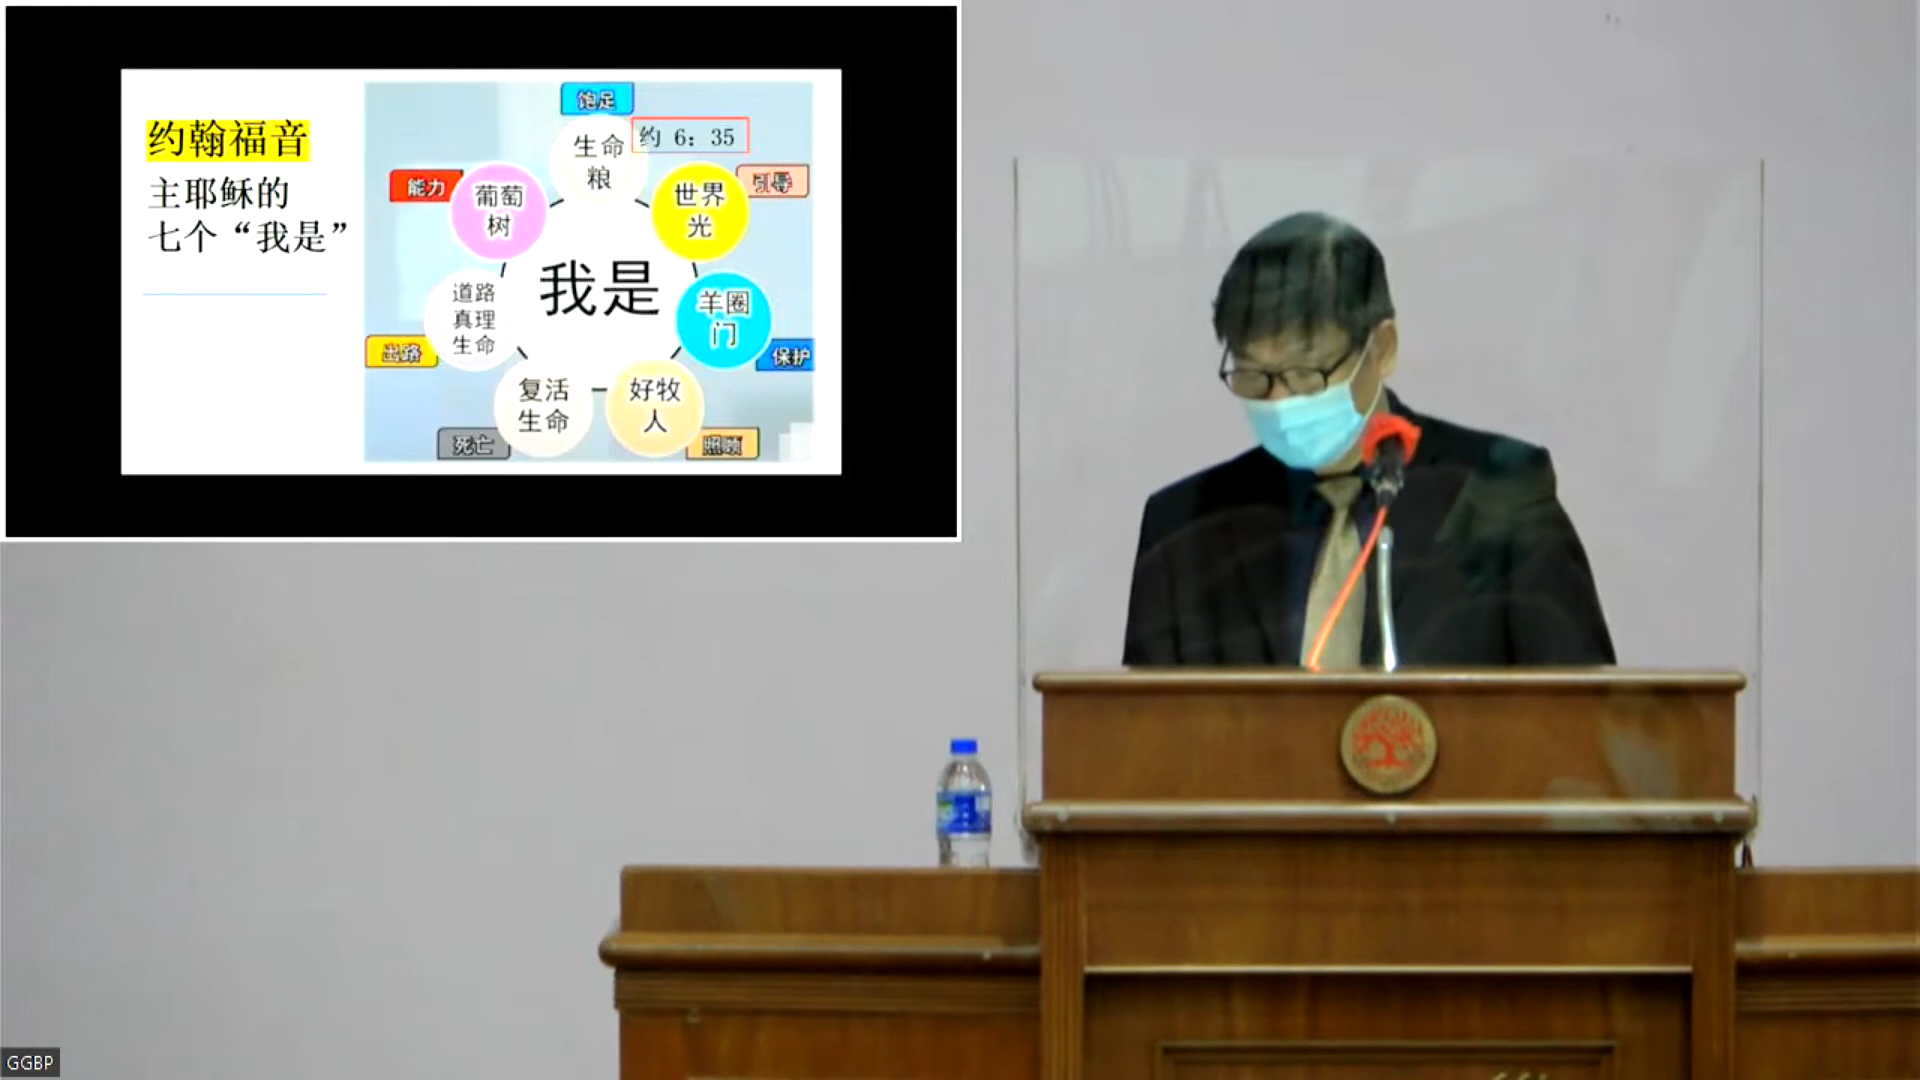 约翰福音
主耶稣的
七个“我是”
饱足
生命
粮
约 6：35
能力
葡萄
树
世界
光
引导
我是
道路
真理
生命
出路
羊圈
门
保护
复活
生命
好牧
人
死亡
照顾
GGBP